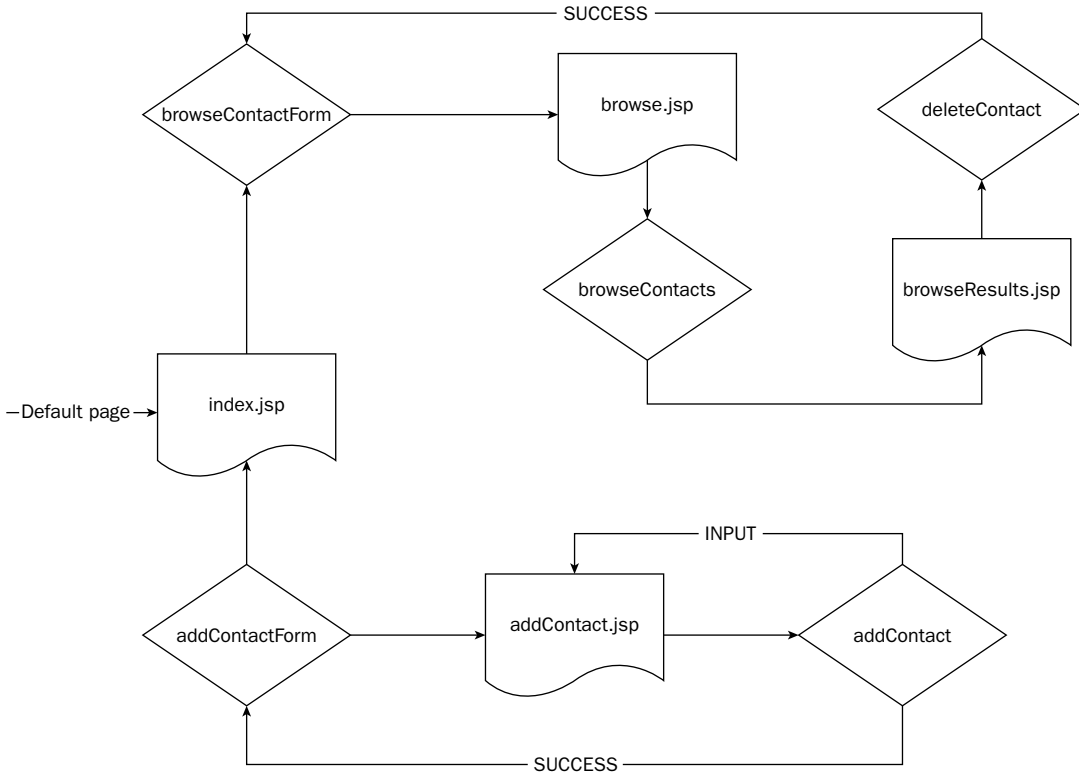 SUCCESS
browseContactForm
browse.jsp
deleteContact
browseContacts
browseResults.jsp
Default page
index.jsp
INPUT
addContactForm
addContact.jsp
addContact
SUCCESS